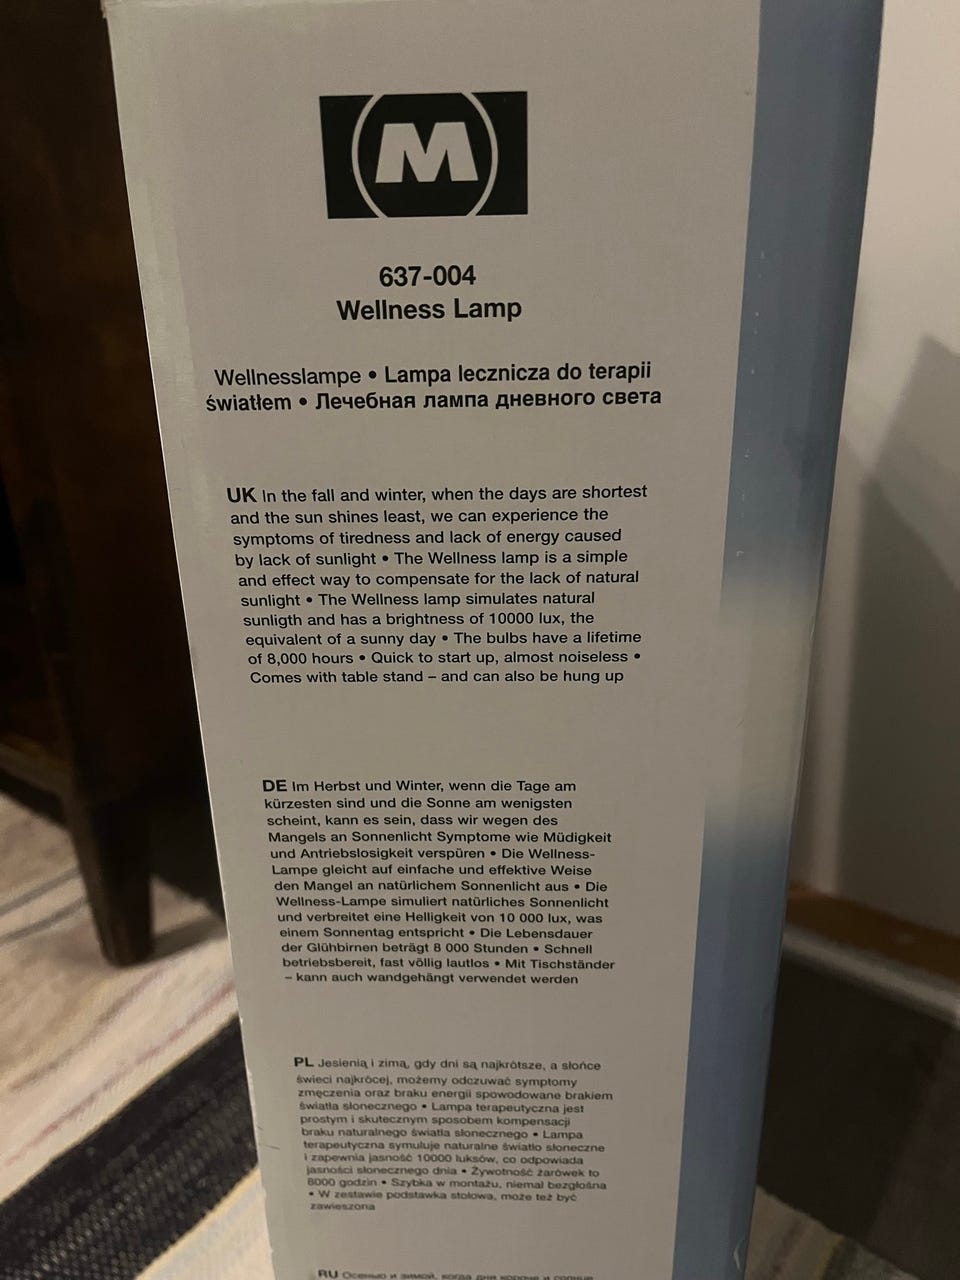 M
637-004
Wellness Lamp
Wellnesslampe • Lampa lecznicza do terapii
światłem • Лечебная лампа дневного света
UK In the fall and winter, when the days are shortest
and the sun shines least, we can experience the
symptoms of tiredness and lack of energy caused
by lack of sunlight • The Wellness lamp is a simple
and effect way to compensate for the lack of natural
sunlight • The Wellness lamp simulates natural
sunligth and has a brightness of 10000 lux, the
equivalent of a sunny day • The bulbs have a lifetime
of 8,000 hours • Quick to start up, almost noiseless •
Comes with table stand – and can also be hung up
DE Im Herbst und Winter, wenn die Tage am
kürzesten sind und die Sonne am wenigsten
scheint, kann es sein, dass wir wegen des
Mangels an Sonnenlicht Symptome wie Müdigkeit
und Antriebslosigkeit verspüren • Die Wellness-
Lampe gleicht auf einfache und effektive Weise
den Mangel an natürlichem Sonnenlicht aus • Die
Wellness-Lampe simuliert natürliches Sonnenlicht
und verbreitet eine Helligkeit von 10 000 lux, was
einem Sonnentag entspricht • Die Lebensdauer
der Glühbirnen beträgt 8 000 Stunden • Schnell
betriebsbereit, fast völlig lautlos • Mit Tischständer
– kann auch wandgehängt verwendet werden
PL Jesienią i zimą, gdy dni są najkrótsze, a słońce
świeci najkrócej, możemy odczuwać symptomy
zmęczenia oraz braku energii spowodowane brakiem
światła słonecznego • Lampa terapeutyczna jest
prostym i skutecznym sposobem kompensacji
braku naturalnego światła słonecznego • Lampa
terapeutyczna symuluje naturalne światło słoneczne
i zapewnia jasność 10000 luksów, co odpowiada
jasności słonecznego dnia • Żywotność żarówek to
8000 godzin • Szybka w montażu, niemal bezgłośna
• W zestawie podstawka stołowa, może też być
zawieszona
RU Осенью и зимой, когда дни короче и солнце